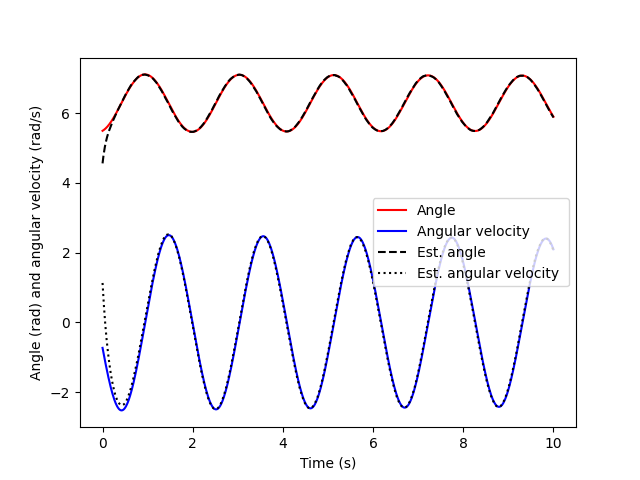 Angle (rad) and angular velocity (rad/s)
6
4
2
0
−2
Angle
Angular velocity
Est. angle
Est. angular velocity
0 2 4 6 8 10
Time (s)